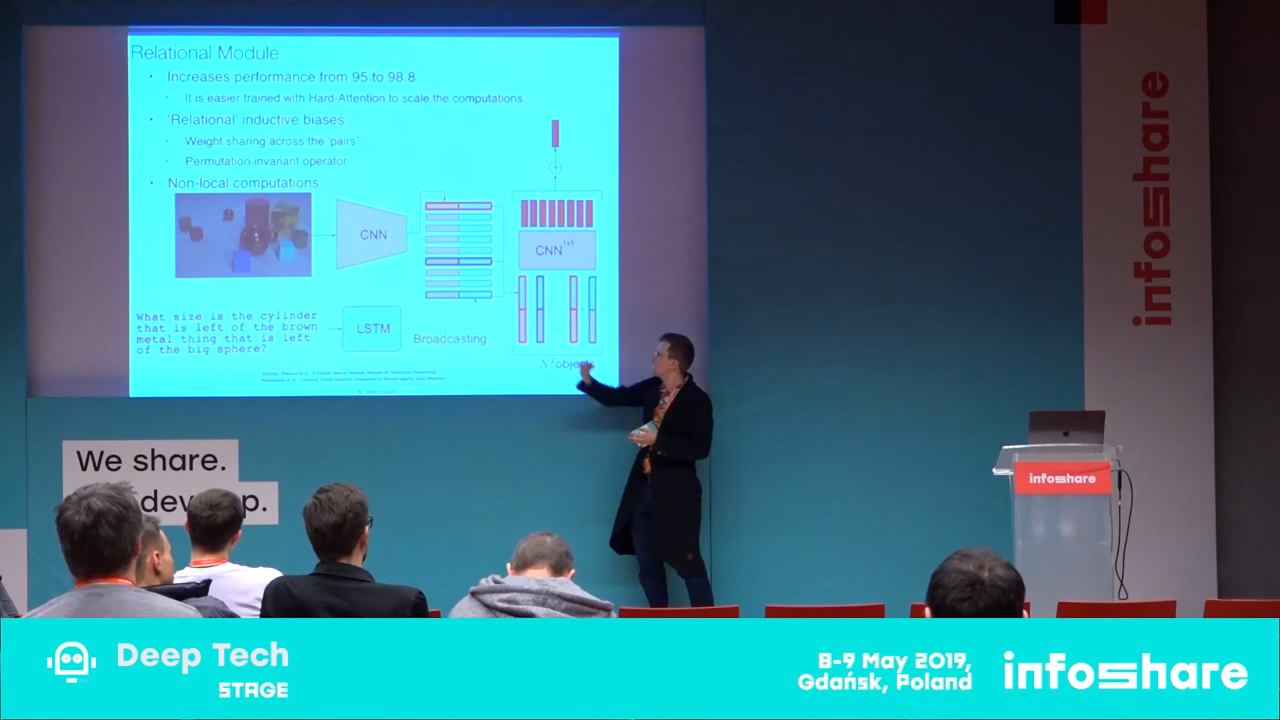 Relational Module
• Increases performance from 95 to 98.8
• It is easier trained with Hard-Attention to scale the computations
• 'Relational' inductive biases
• Weight sharing across the 'pairs'
• Permutation invariant operator
• Non-local computations
CNN
CNN 1x1
What size is the cylinder
that is left of the brown
metal thing that is left
of the big sphere?
LSTM
Broadcasting
N² objects
infoshare
We share.
infoshare
Deep Tech
STAGE
8-9 May 2019,
Gdańsk, Poland
infoshare